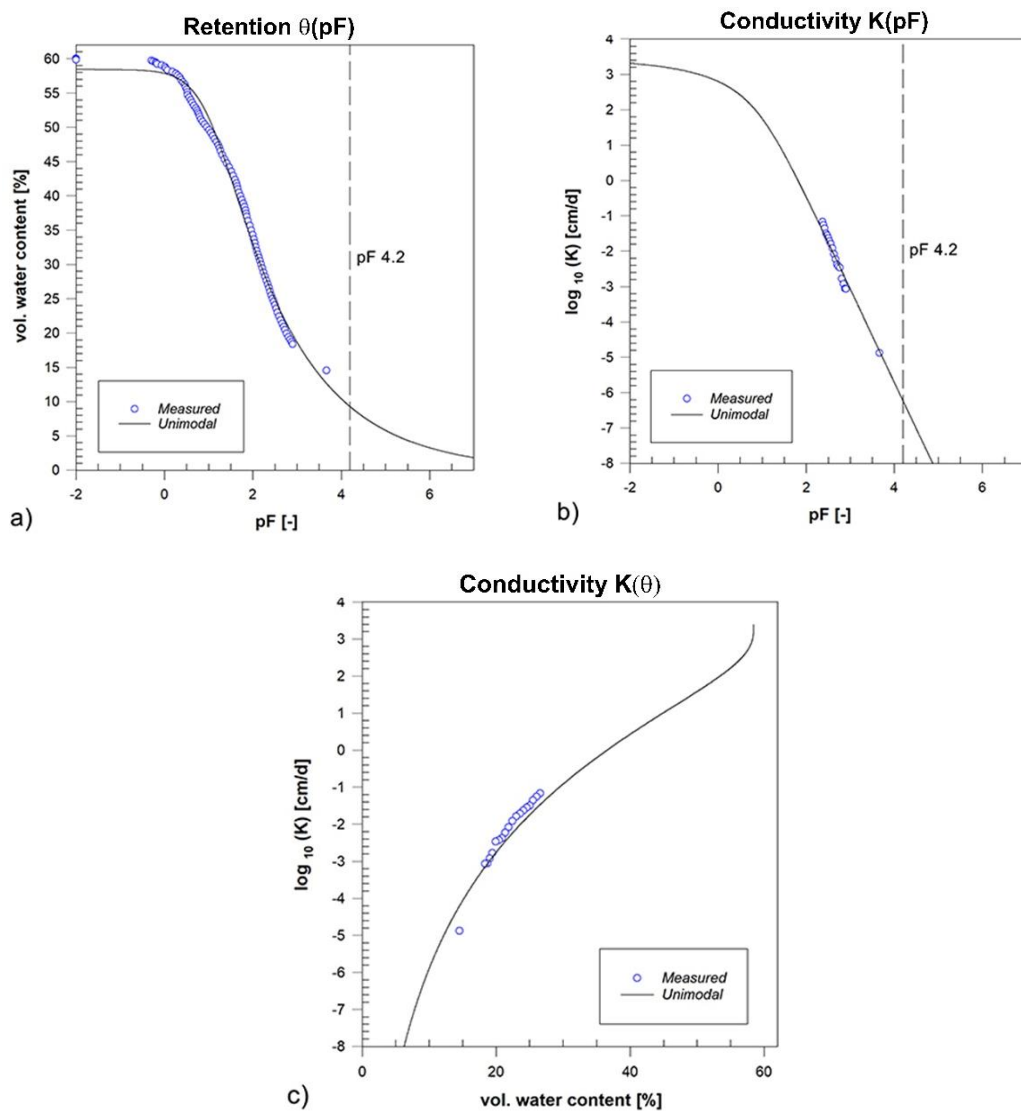 Retention θ(pF)
60
55
50
45
40
35
30
25
20
15
10
5
0
vol. water content [%]
pF 4.2
Measured
Unimodal
-2 0 2 4 6
pF [-]
a)
Conductivity K(pF)
4
3
2
1
0
-1
-2
-3
-4
-5
-6
-7
-8
log 10 (K) [cm/d]
pF 4.2
Measured
Unimodal
-2 0 2 4 6
pF [-]
b)
Conductivity K(θ)
4
3
2
1
0
-1
-2
-3
-4
-5
-6
-7
-8
log 10 (K) [cm/d]
Measured
Unimodal
0 20 40 60
vol. water content [%]
c)